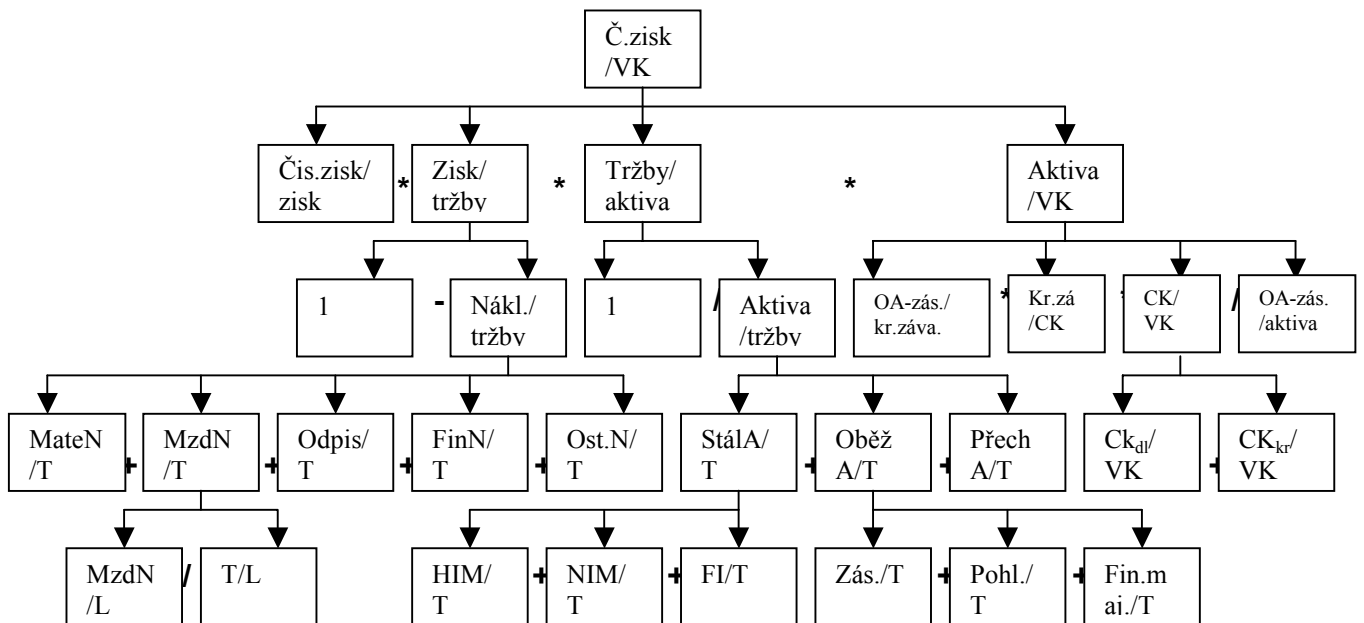 Č.zisk
/VK
Čis.zisk/
zisk
*
Zisk/
tržby
*
Tržby/
aktiva
*
Aktiva
/VK
1
-
Nákl./
tržby
1
/
Aktiva
/tržby
OA-zás./
kr.záva.
*
Kr.zá
/CK
*
CK/
VK
/
OA-zás.
/aktiva
MateN
/T
+
MzdN
/T
+
Odpis/
T
+
FinN/
T
+
Ost.N/
T
StálA/
T
+
Oběž
A/T
+
Přech
A/T
Ckdl/
VK
+
CKkr/
VK
MzdN
/L
/
T/L
HIM/
T
+
NIM/
T
+
FI/T
Zás./T
+
Pohl./
T
+
Fin.m
aj./T